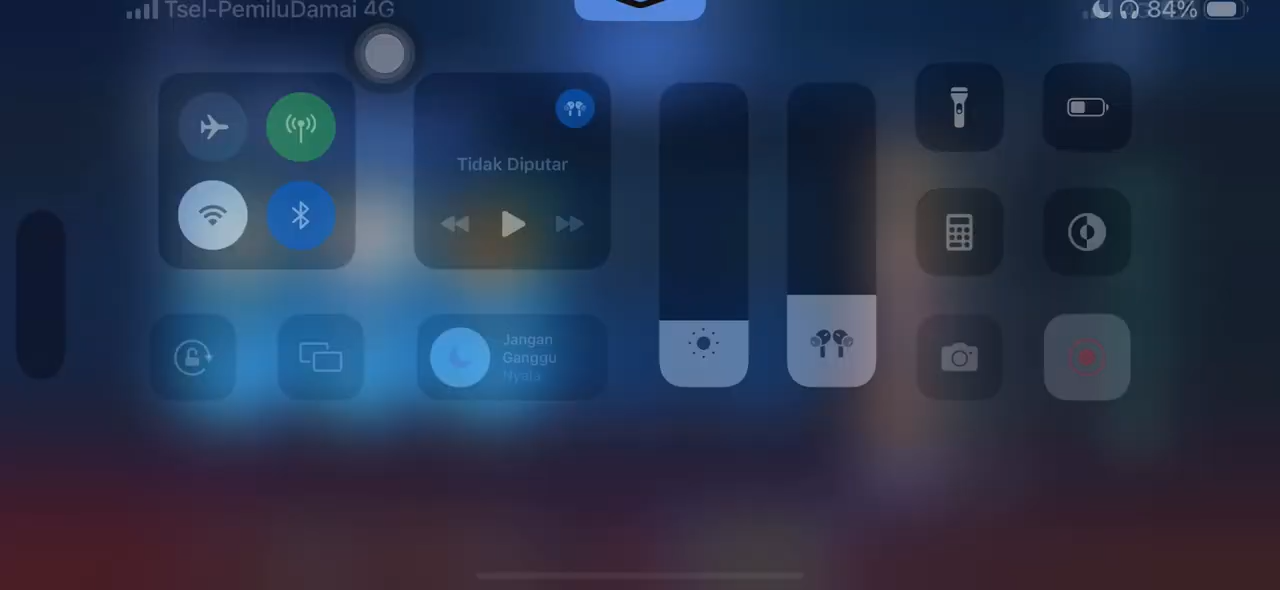 Tsel-PemiluDamai 4G
84%
Tidak Diputar
Jangan
Ganggu
Nyala